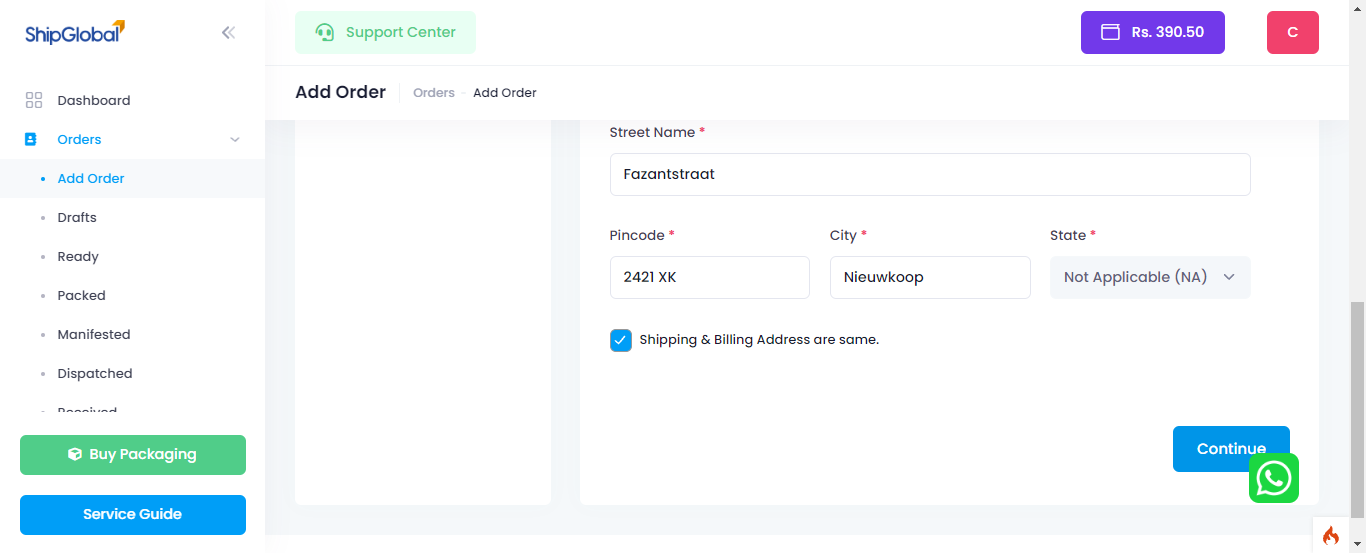 ShipGlobal
Dashboard
Orders
Add Order
Drafts
Ready
Packed
Manifested
Dispatched
Received
Buy Packaging
Service Guide
Support Center
Rs. 390.50
C
Add Order
Orders - Add Order
Street Name *
Fazantstraat
Pincode * City * State *
2421 XK Nieuwkoop Not Applicable (NA)
Shipping & Billing Address are same.
Continue